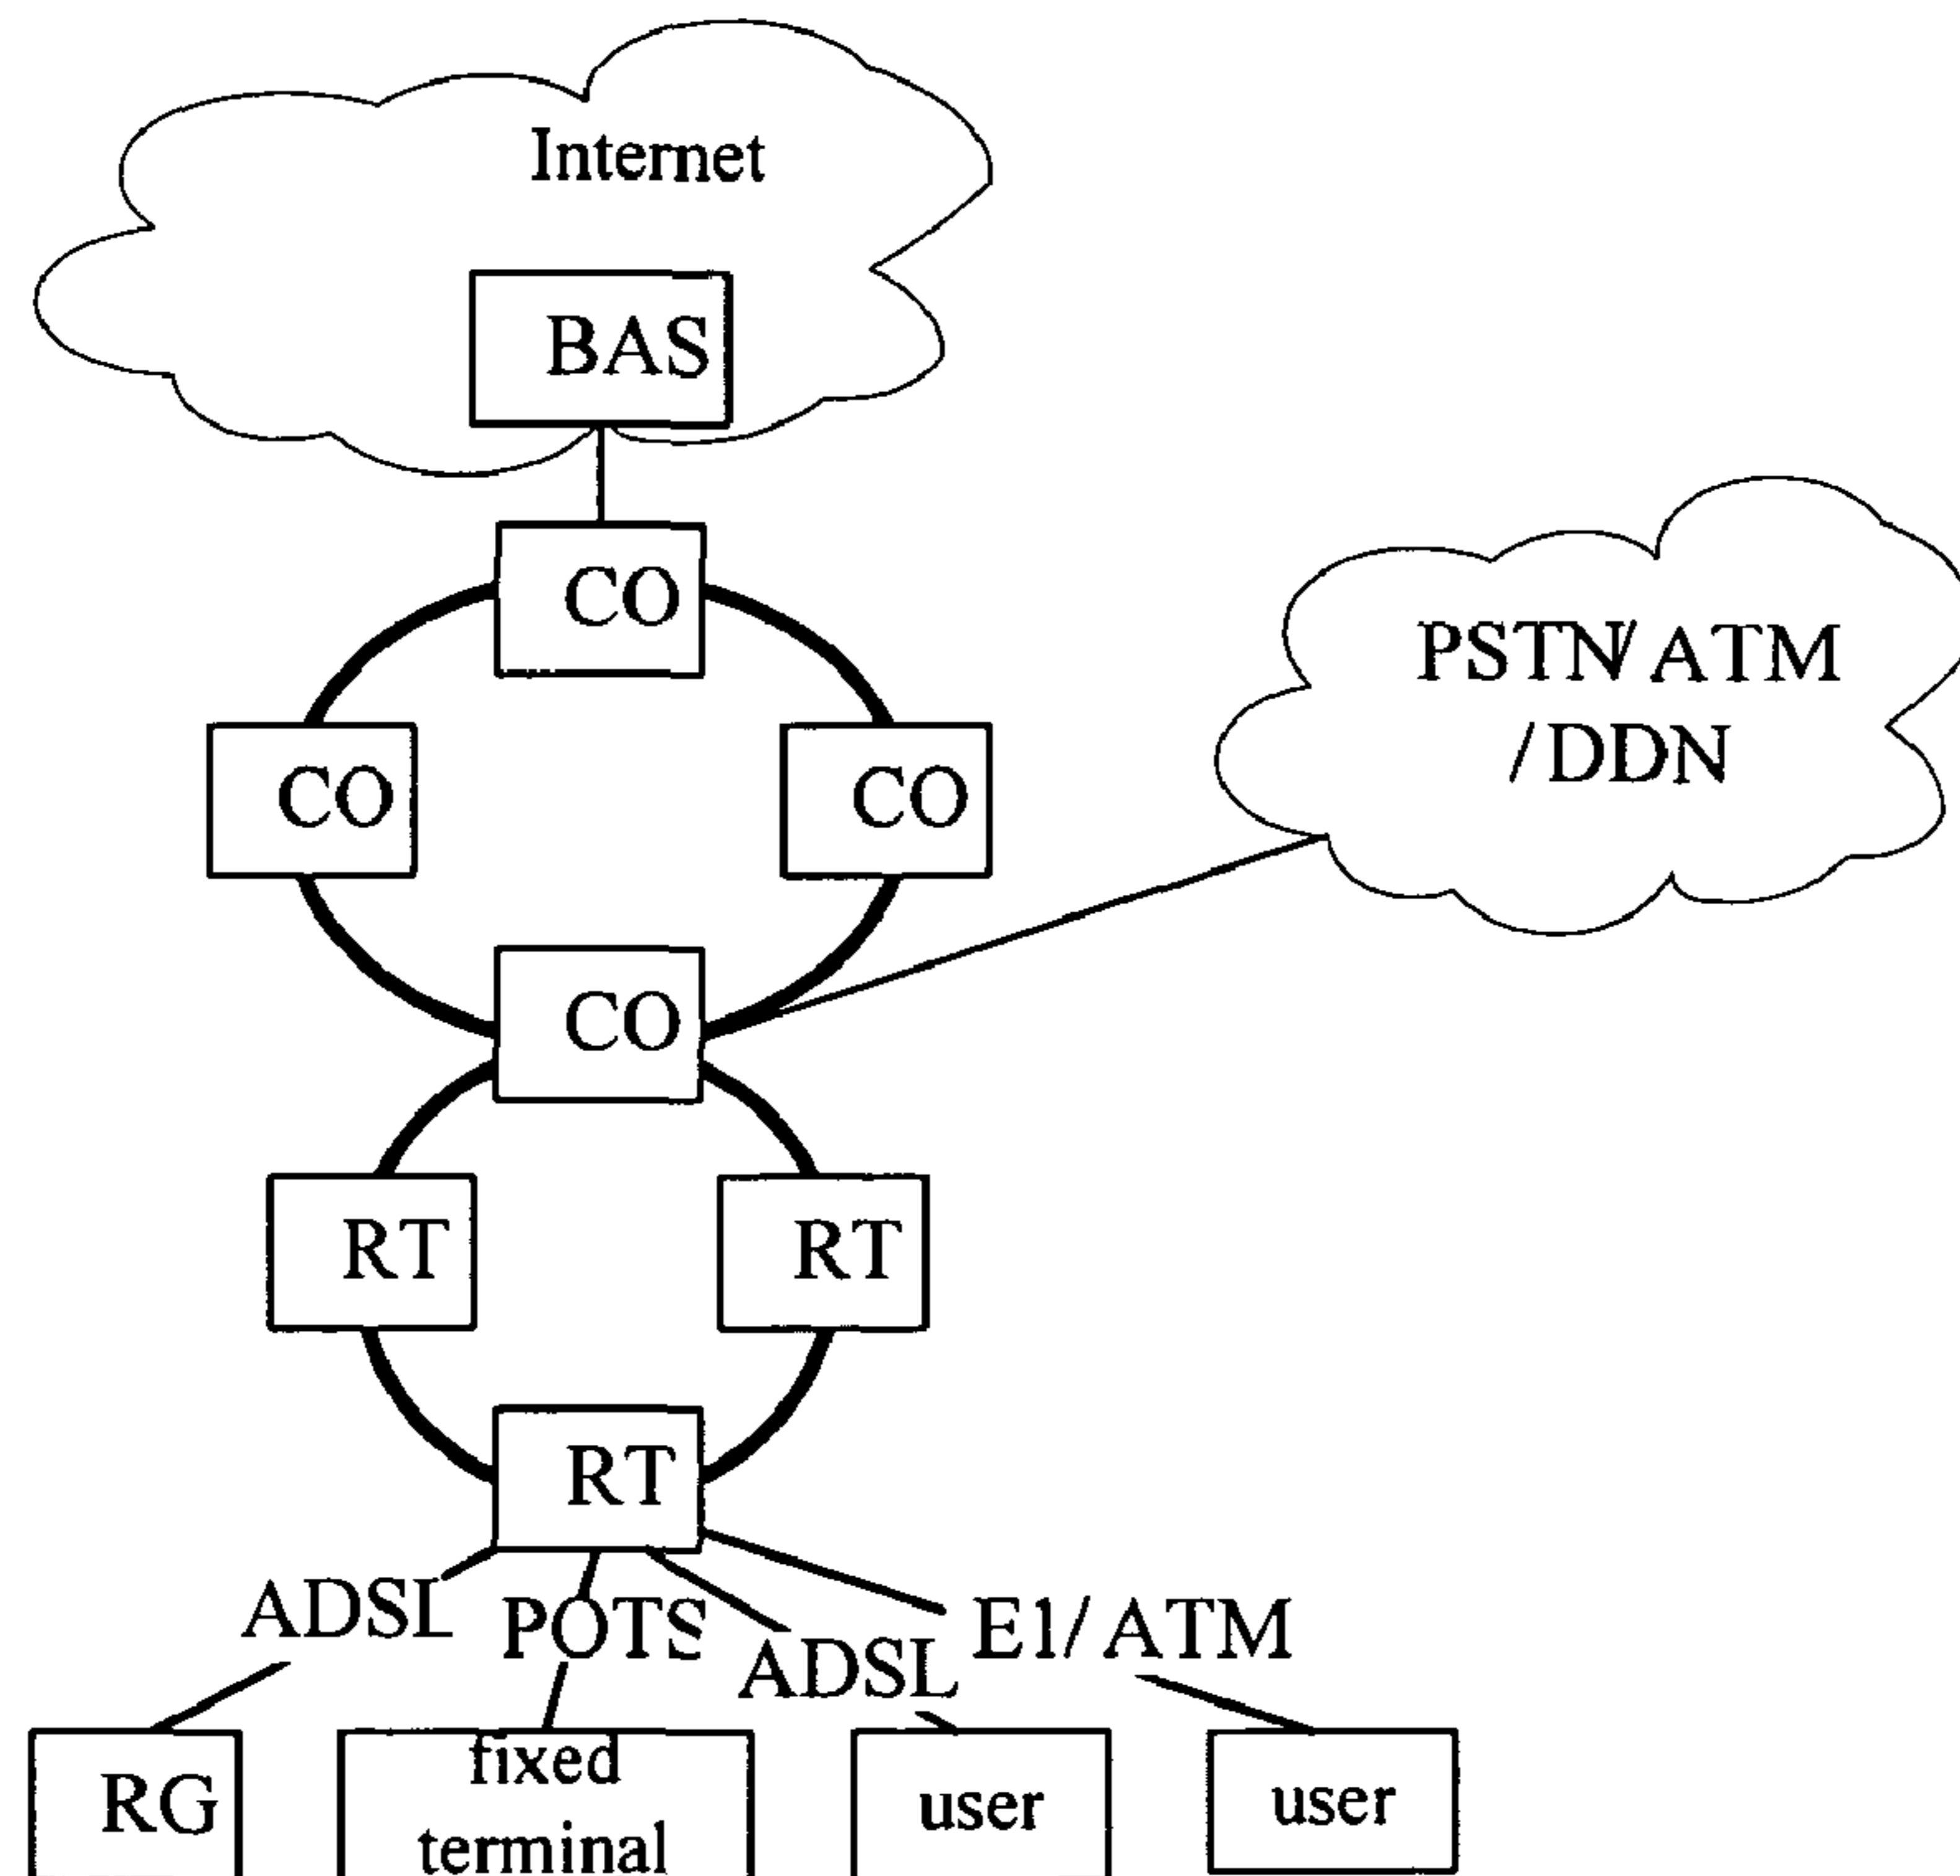 Internet
BAS
CO
CO
CO
PSTN/ATM
/DDN
CO
RT
RT
RT
ADSL
POTS
ADSL
E1/ATM
RG
fixed
terminal
user
user